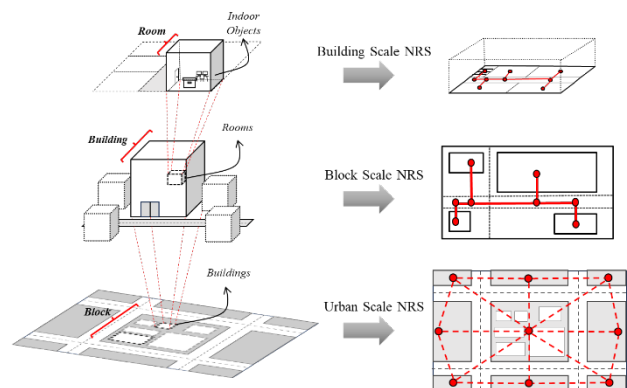 Room
Indoor
Objects
Building Scale NRS
Building
Rooms
Block Scale NRS
Buildings
Block
Urban Scale NRS